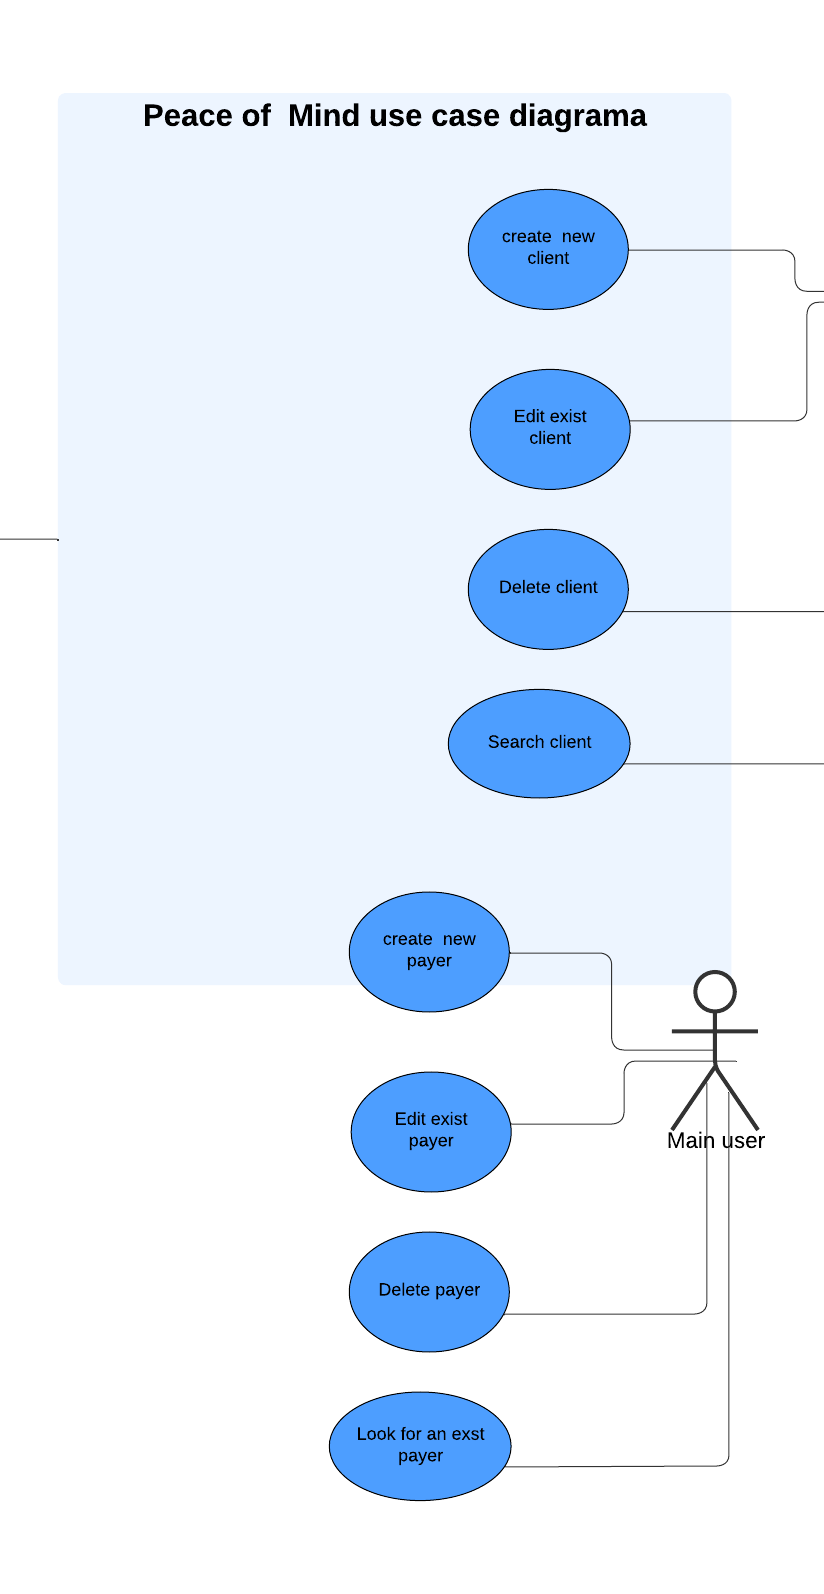 Peace of  Mind use case diagrama
create  new
client
Edit exist
client
Delete client
Search client
create  new
payer
Edit exist
payer
Main user
Delete payer
Look for an exst
payer